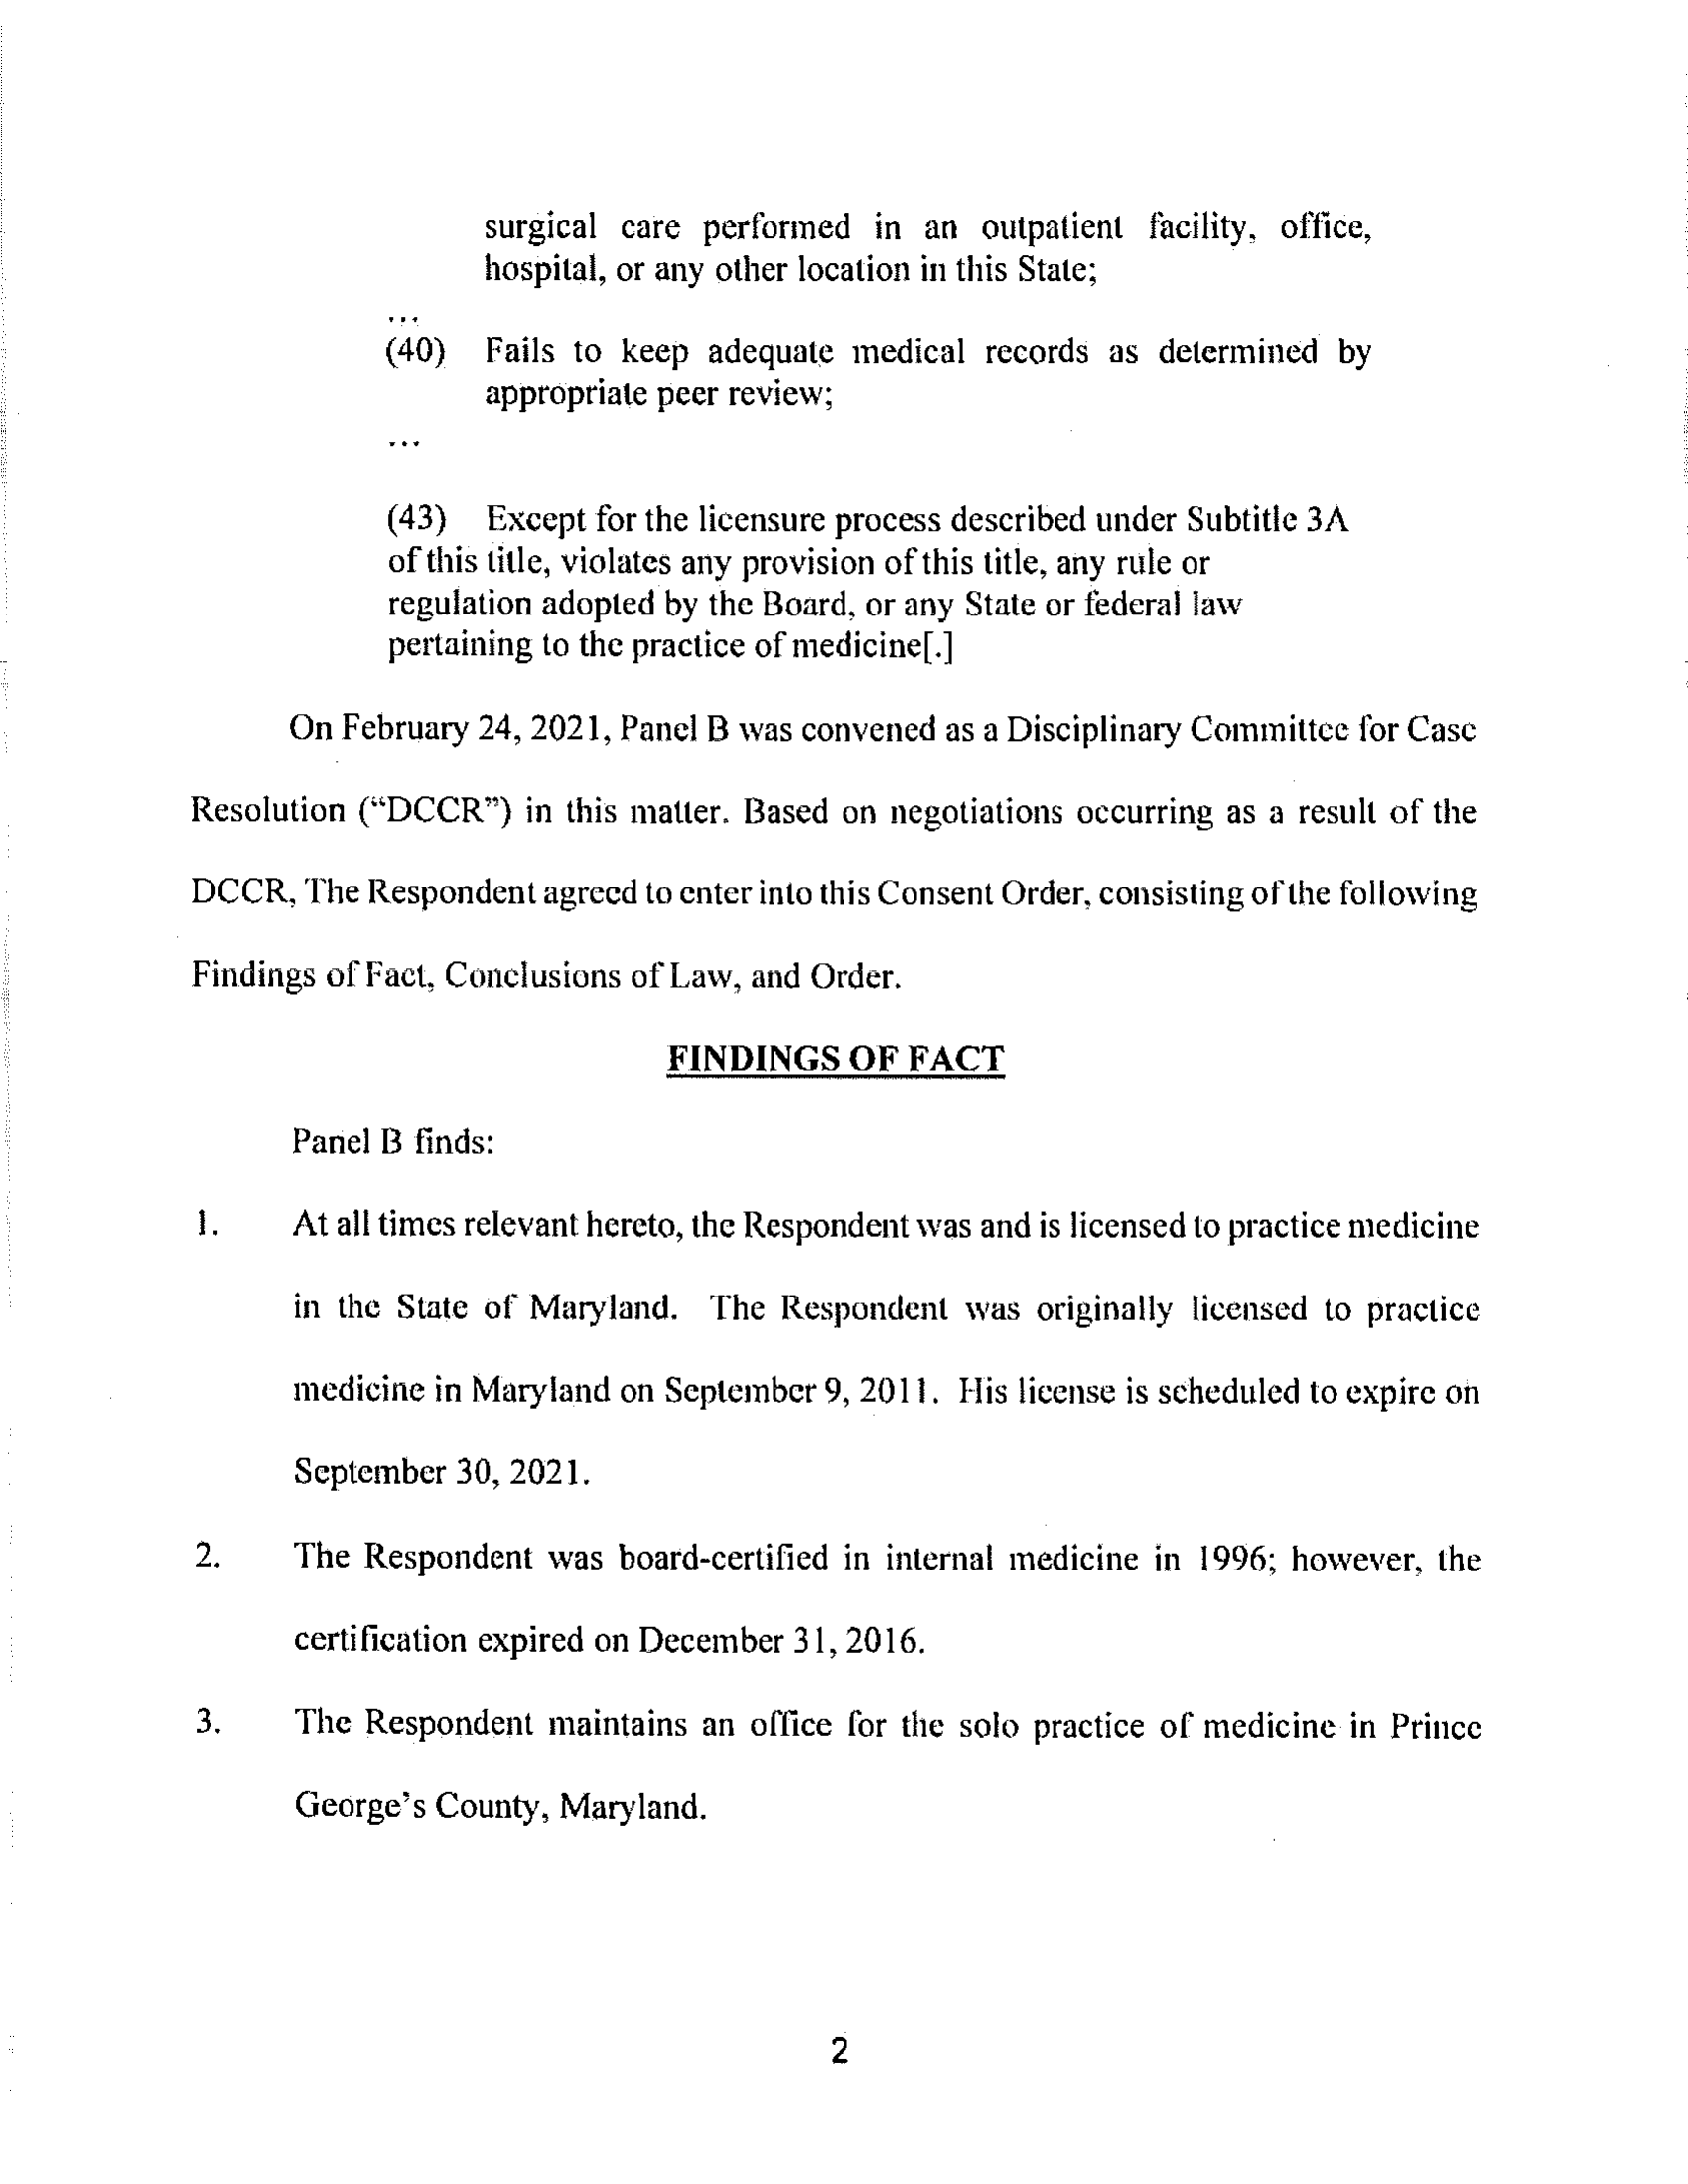 surgical care performed in an outpatient facility, office,
hospital, or any other location in this State;
...
(40) Fails to keep adequate medical records as determined by
appropriate peer review;
...
(43) Except for the licensure process described under Subtitle 3A
of this title, violates any provision of this title, any rule or
regulation adopted by the Board, or any State or federal law
pertaining to the practice of medicine[.]
On February 24, 2021, Panel B was convened as a Disciplinary Committee for Case
Resolution (“DCCR”) in this matter. Based on negotiations occurring as a result of the
DCCR, The Respondent agreed to enter into this Consent Order, consisting of the following
Findings of Fact, Conclusions of Law, and Order.
FINDINGS OF FACT
Panel B finds:
1. At all times relevant hereto, the Respondent was and is licensed to practice medicine
in the State of Maryland. The Respondent was originally licensed to practice
medicine in Maryland on September 9, 2011. His license is scheduled to expire on
September 30, 2021.
2. The Respondent was board-certified in internal medicine in 1996; however, the
certification expired on December 31, 2016.
3. The Respondent maintains an office for the solo practice of medicine in Prince
George’s County, Maryland.
2